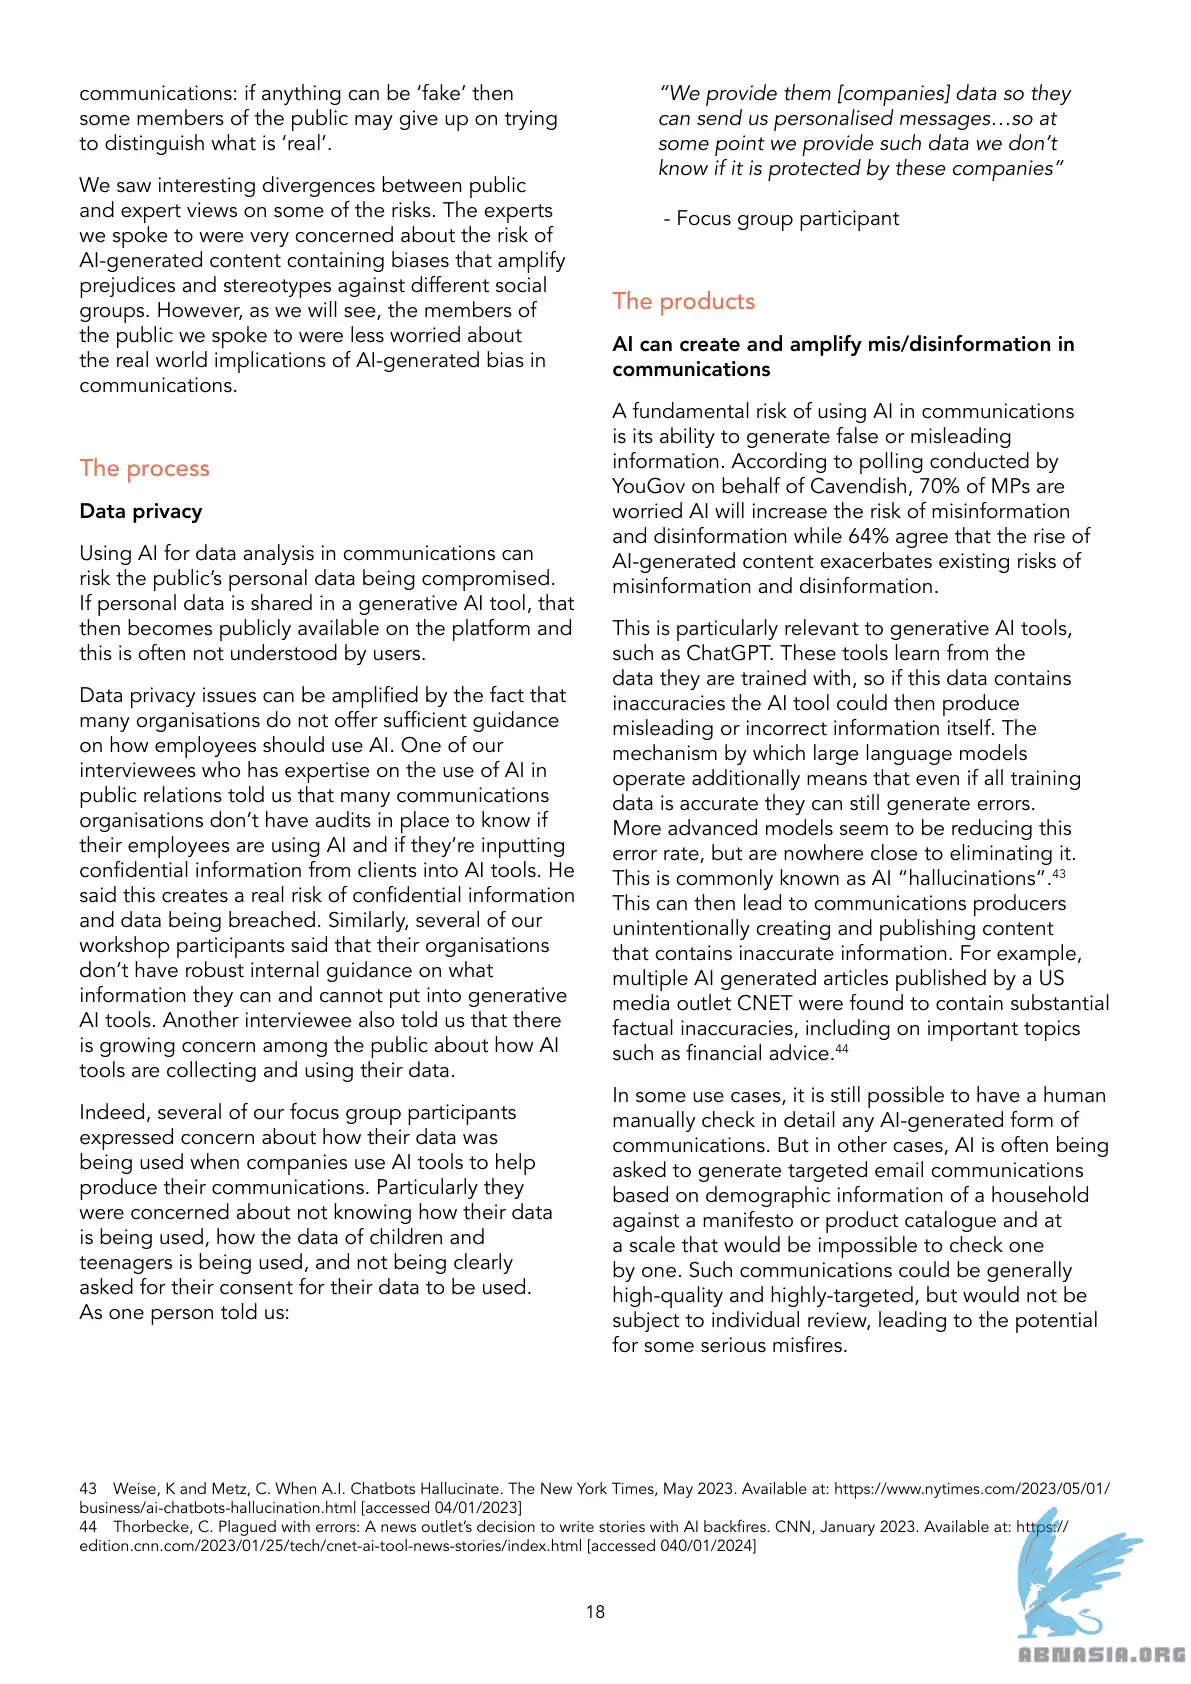 communications: if anything can be ‘fake’ then
some members of the public may give up on trying
to distinguish what is ‘real’.
We saw interesting divergences between public
and expert views on some of the risks. The experts
we spoke to were very concerned about the risk of
AI-generated content containing biases that amplify
prejudices and stereotypes against different social
groups. However, as we will see, the members of
the public we spoke to were less worried about
the real world implications of AI-generated bias in
communications.
The process
Data privacy
Using AI for data analysis in communications can
risk the public’s personal data being compromised.
If personal data is shared in a generative AI tool, that
then becomes publicly available on the platform and
this is often not understood by users.
Data privacy issues can be amplified by the fact that
many organisations do not offer sufficient guidance
on how employees should use AI. One of our
interviewees who has expertise on the use of AI in
public relations told us that many communications
organisations don’t have audits in place to know if
their employees are using AI and if they’re inputting
confidential information from clients into AI tools. He
said this creates a real risk of confidential information
and data being breached. Similarly, several of our
workshop participants said that their organisations
don’t have robust internal guidance on what
information they can and cannot put into generative
AI tools. Another interviewee also told us that there
is growing concern among the public about how AI
tools are collecting and using their data.
Indeed, several of our focus group participants
expressed concern about how their data was
being used when companies use AI tools to help
produce their communications. Particularly they
were concerned about not knowing how their data
is being used, how the data of children and
teenagers is being used, and not being clearly
asked for their consent for their data to be used.
As one person told us:
“We provide them [companies] data so they
can send us personalised messages…so at
some point we provide such data we don’t
know if it is protected by these companies”
- Focus group participant
The products
AI can create and amplify mis/disinformation in
communications
A fundamental risk of using AI in communications
is its ability to generate false or misleading
information. According to polling conducted by
YouGov on behalf of Cavendish, 70% of MPs are
worried AI will increase the risk of misinformation
and disinformation while 64% agree that the rise of
AI-generated content exacerbates existing risks of
misinformation and disinformation.
This is particularly relevant to generative AI tools,
such as ChatGPT. These tools learn from the
data they are trained with, so if this data contains
inaccuracies the AI tool could then produce
misleading or incorrect information itself. The
mechanism by which large language models
operate additionally means that even if all training
data is accurate they can still generate errors.
More advanced models seem to be reducing this
error rate, but are nowhere close to eliminating it.
This is commonly known as AI “hallucinations”.43
This can then lead to communications producers
unintentionally creating and publishing content
that contains inaccurate information. For example,
multiple AI generated articles published by a US
media outlet CNET were found to contain substantial
factual inaccuracies, including on important topics
such as financial advice.44
In some use cases, it is still possible to have a human
manually check in detail any AI-generated form of
communications. But in other cases, AI is often being
asked to generate targeted email communications
based on demographic information of a household
against a manifesto or product catalogue and at
a scale that would be impossible to check one
by one. Such communications could be generally
high-quality and highly-targeted, but would not be
subject to individual review, leading to the potential
for some serious misfires.
43 Weise, K and Metz, C. When A.I. Chatbots Hallucinate. The New York Times, May 2023. Available at: https://www.nytimes.com/2023/05/01/
business/ai-chatbots-hallucination.html [accessed 04/01/2023]
44 Thorbecke, C. Plagued with errors: A news outlet’s decision to write stories with AI backfires. CNN, January 2023. Available at: https://
edition.cnn.com/2023/01/25/tech/cnet-ai-tool-news-stories/index.html [accessed 040/01/2024]
18
ABNASIA.ORG